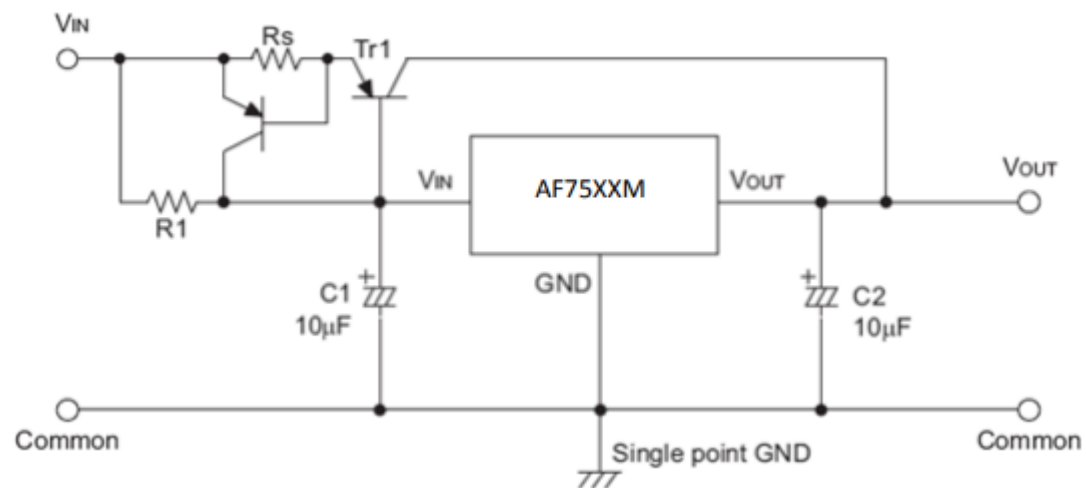 VIN
Rs
Tr1
VOUT
VIN
AF75XXM
VOUT
R1
GND
C1
10μF
+
+
C2
10μF
Common
Single point GND
Common